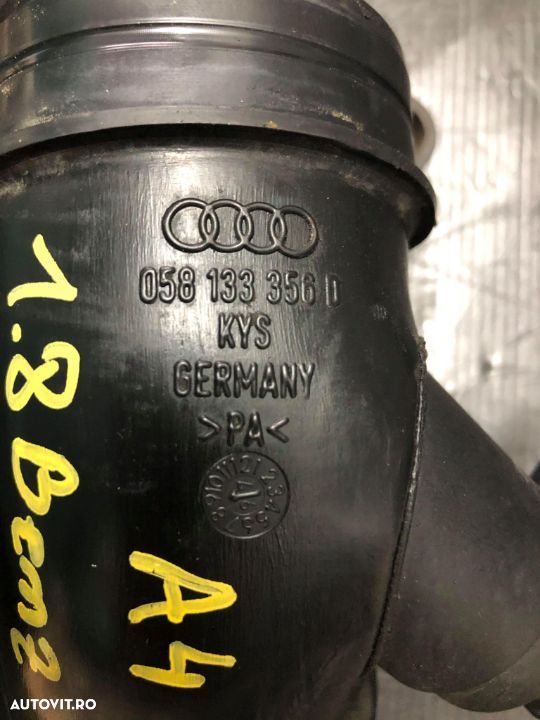 058 133 356 D
KYS
GERMANY
>PA<
1.8 Benz
A4
AUTOVIT.RO